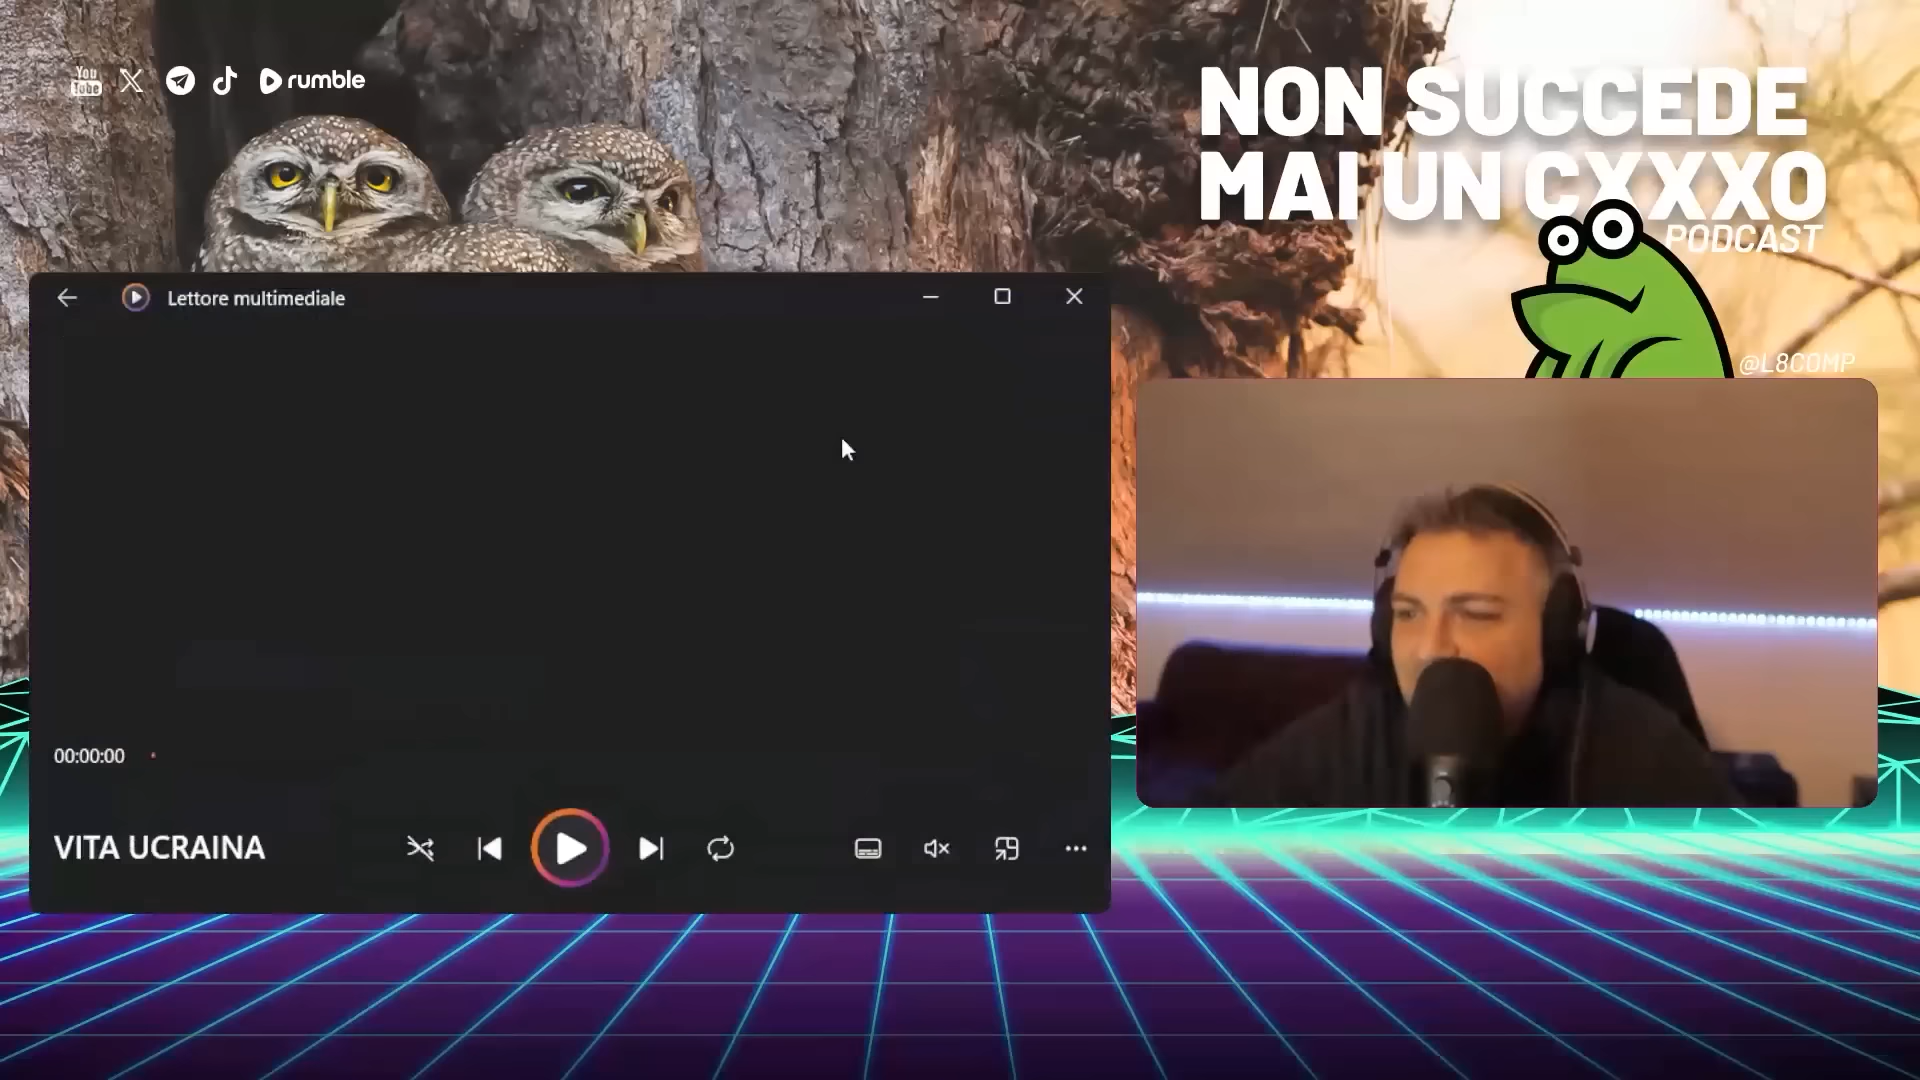 You
Tube
rumble
NON SUCCEDE
MAI UN CXXXO
PODCAST
@L8COMP
Lettore multimediale
00:00:00
VITA UCRAINA